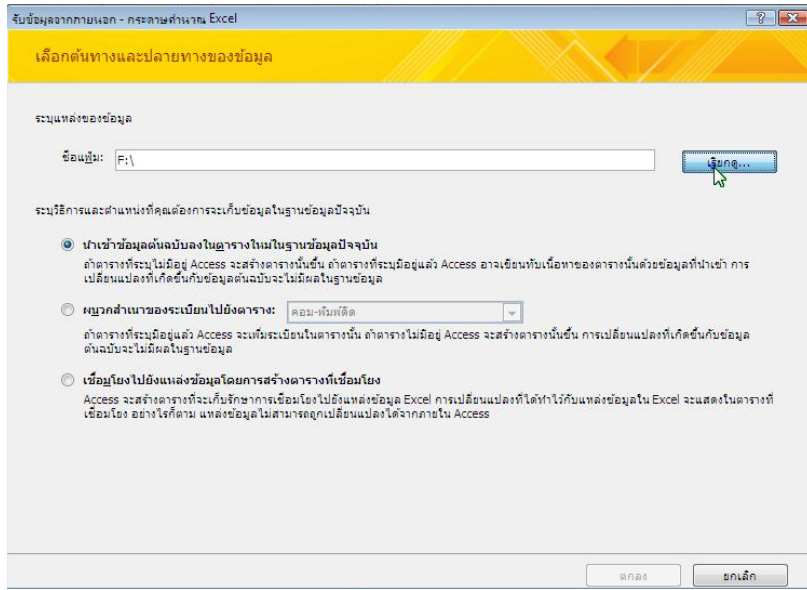 รับข้อมูลจากภายนอก - กระดาษคำนวณ Excel
เลือกต้นทางและปลายทางของข้อมูล
ระบุแหล่งของข้อมูล
ชื่อแฟ้ม: F:\ เรียกดู...
ระบุวิธีการและตำแหน่งที่คุณต้องการจะเก็บข้อมูลในฐานข้อมูลปัจจุบัน
นำเข้าข้อมูลต้นฉบับลงในตารางใหม่ในฐานข้อมูลปัจจุบัน
ถ้าตารางที่ระบุไม่มีอยู่ Access จะสร้างตารางนั้นขึ้น ถ้าตารางที่ระบุมีอยู่แล้ว Access อาจเขียนทับเนื้อหาของตารางนั้นด้วยข้อมูลที่นำเข้า การ
เปลี่ยนแปลงที่เกิดขึ้นกับข้อมูลต้นฉบับจะไม่มีผลในฐานข้อมูล
ผนวกสำเนาของระเบียนไปยังตาราง: คอม-พิมพ์ดีด
ถ้าตารางที่ระบุมีอยู่แล้ว Access จะเพิ่มระเบียนในตารางนั้น ถ้าตารางไม่มีอยู่ Access จะสร้างตารางนั้นขึ้น การเปลี่ยนแปลงที่เกิดขึ้นกับข้อมูล
ต้นฉบับจะไม่มีผลในฐานข้อมูล
เชื่อมโยงไปยังแหล่งข้อมูลโดยการสร้างตารางที่เชื่อมโยง
Access จะสร้างตารางที่จะเก็บรักษาการเชื่อมโยงไปยังแหล่งข้อมูล Excel การเปลี่ยนแปลงที่ได้ทำไว้กับแหล่งข้อมูลใน Excel จะแสดงในตารางที่
เชื่อมโยง อย่างไรก็ตาม แหล่งข้อมูลไม่สามารถถูกเปลี่ยนแปลงได้จากภายใน Access
ตกลง ยกเลิก